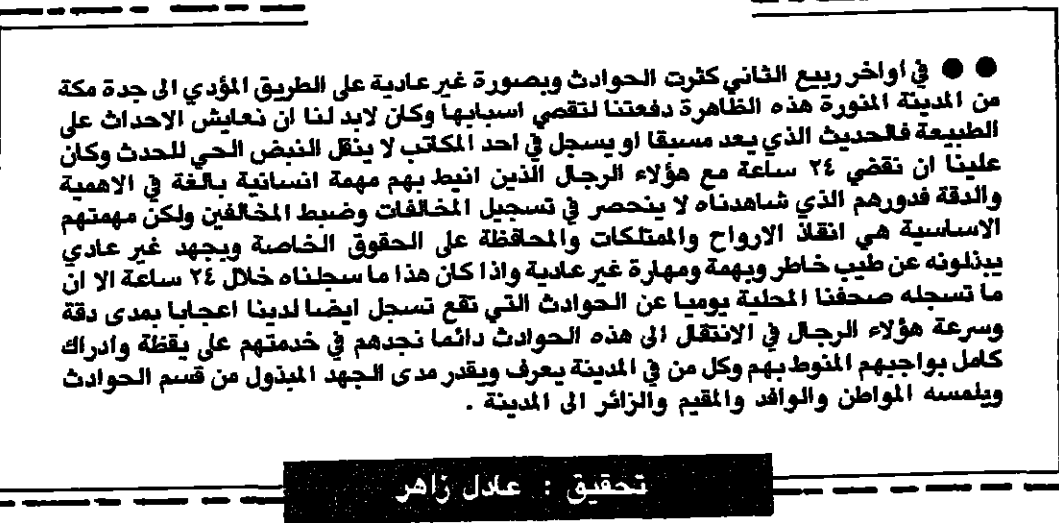 ●● في أواخر ربيع الثاني كثرت الحوادث وبصورة غير عادية على الطريق المؤدي الى جدة مكة
من المدينة المنورة هذه الظاهرة دفعتنا لتقصي اسبابها وكان لابد لنا ان نعايش الاحداث على
الطبيعة فالحديث الذي يعد مسبقا او يسجل في احد المكاتب لا ينقل النبض الحي للحدث وكان
علينا ان نقضي ٢٤ ساعة مع هؤلاء الرجال الذين انيط بهم مهمة انسانية بالغة في الاهمية
والدقة فدورهم الذي شاهدناه لا ينحصر في تسجيل المخالفات وضبط المخالفين ولكن مهمتهم
الاساسية هي انقاذ الارواح والممتلكات والمحافظة على الحقوق الخاصة وبجهد غير عادي
يبذلونه عن طيب خاطر وبهمة ومهارة غير عادية واذا كان هذا ما سجلناه خلال ٢٤ ساعة الا ان
ما تسجله صحفنا المحلية يوميا عن الحوادث التي تقع تسجل ايضا لدينا اعجابا بمدى دقة
وسرعة هؤلاء الرجال في الانتقال الى هذه الحوادث دائما نجدهم في خدمتهم على يقظة وادراك
كامل بواجبهم المنوط بهم وكل من في المدينة يعرف ويقدر مدى الجهد المبذول من قسم الحوادث
ويلمسه المواطن والوافد والمقيم والزائر الى المدينة .
تحقيق : عادل زاهر